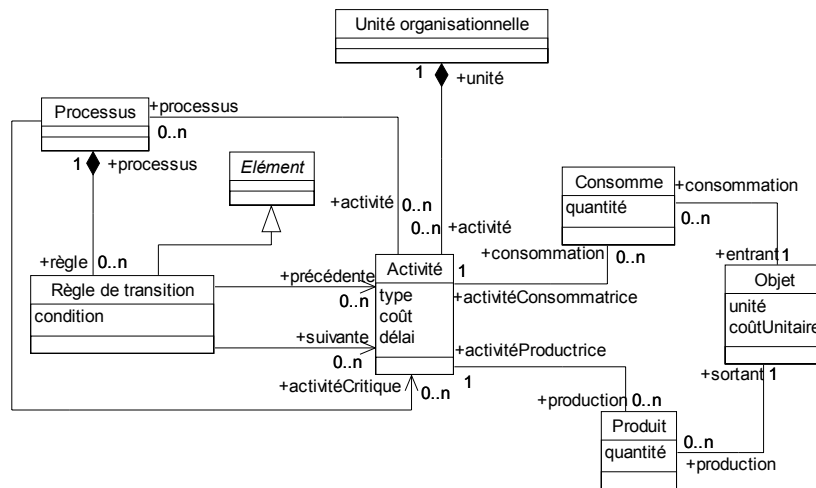 Unité organisationnelle
1
+unité
Processus
+processus
0..n
1
+processus
Elément
Consomme
quantité
+consommation
0..n
+activité
0..n
0..n
+activité
+consommation
0..n
+règle
0..n
+entrant
1
Règle de transition
condition
+précédente
0..n
Activité
type
coût
délai
1
+activitéConsommatrice
Objet
unité
coûtUnitaire
+suivante
0..n
+activitéProductrice
1
+activitéCritique
0..n
+sortant
1
+production
0..n
Produit
quantité
0..n
+production